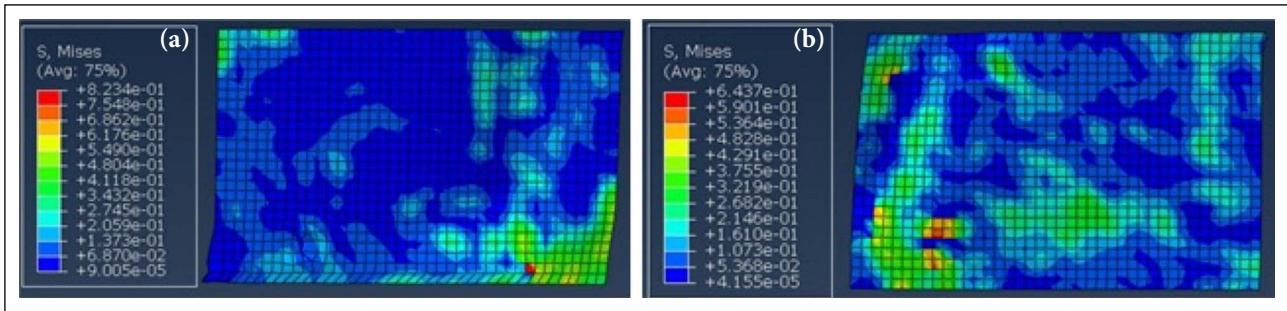 (a)
S, Mises
(Avg: 75%)
+8.234e-01
+7.548e-01
+6.862e-01
+6.176e-01
+5.490e-01
+4.804e-01
+4.118e-01
+3.432e-01
+2.745e-01
+2.059e-01
+1.373e-01
+6.870e-02
+9.005e-05
(b)
S, Mises
(Avg: 75%)
+6.437e-01
+5.901e-01
+5.364e-01
+4.828e-01
+4.291e-01
+3.755e-01
+3.219e-01
+2.682e-01
+2.146e-01
+1.610e-01
+1.073e-01
+5.368e-02
+4.155e-05